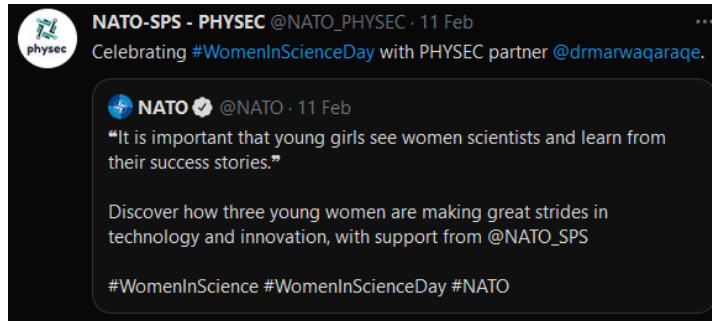 NATO-SPS - PHYSEC @NATO_PHYSEC · 11 Feb
physec
Celebrating #WomenInScienceDay with PHYSEC partner @drmarwaqaraqe.
NATO @NATO · 11 Feb
❝It is important that young girls see women scientists and learn from
their success stories.❞
Discover how three young women are making great strides in
technology and innovation, with support from @NATO_SPS
#WomenInScience #WomenInScienceDay #NATO